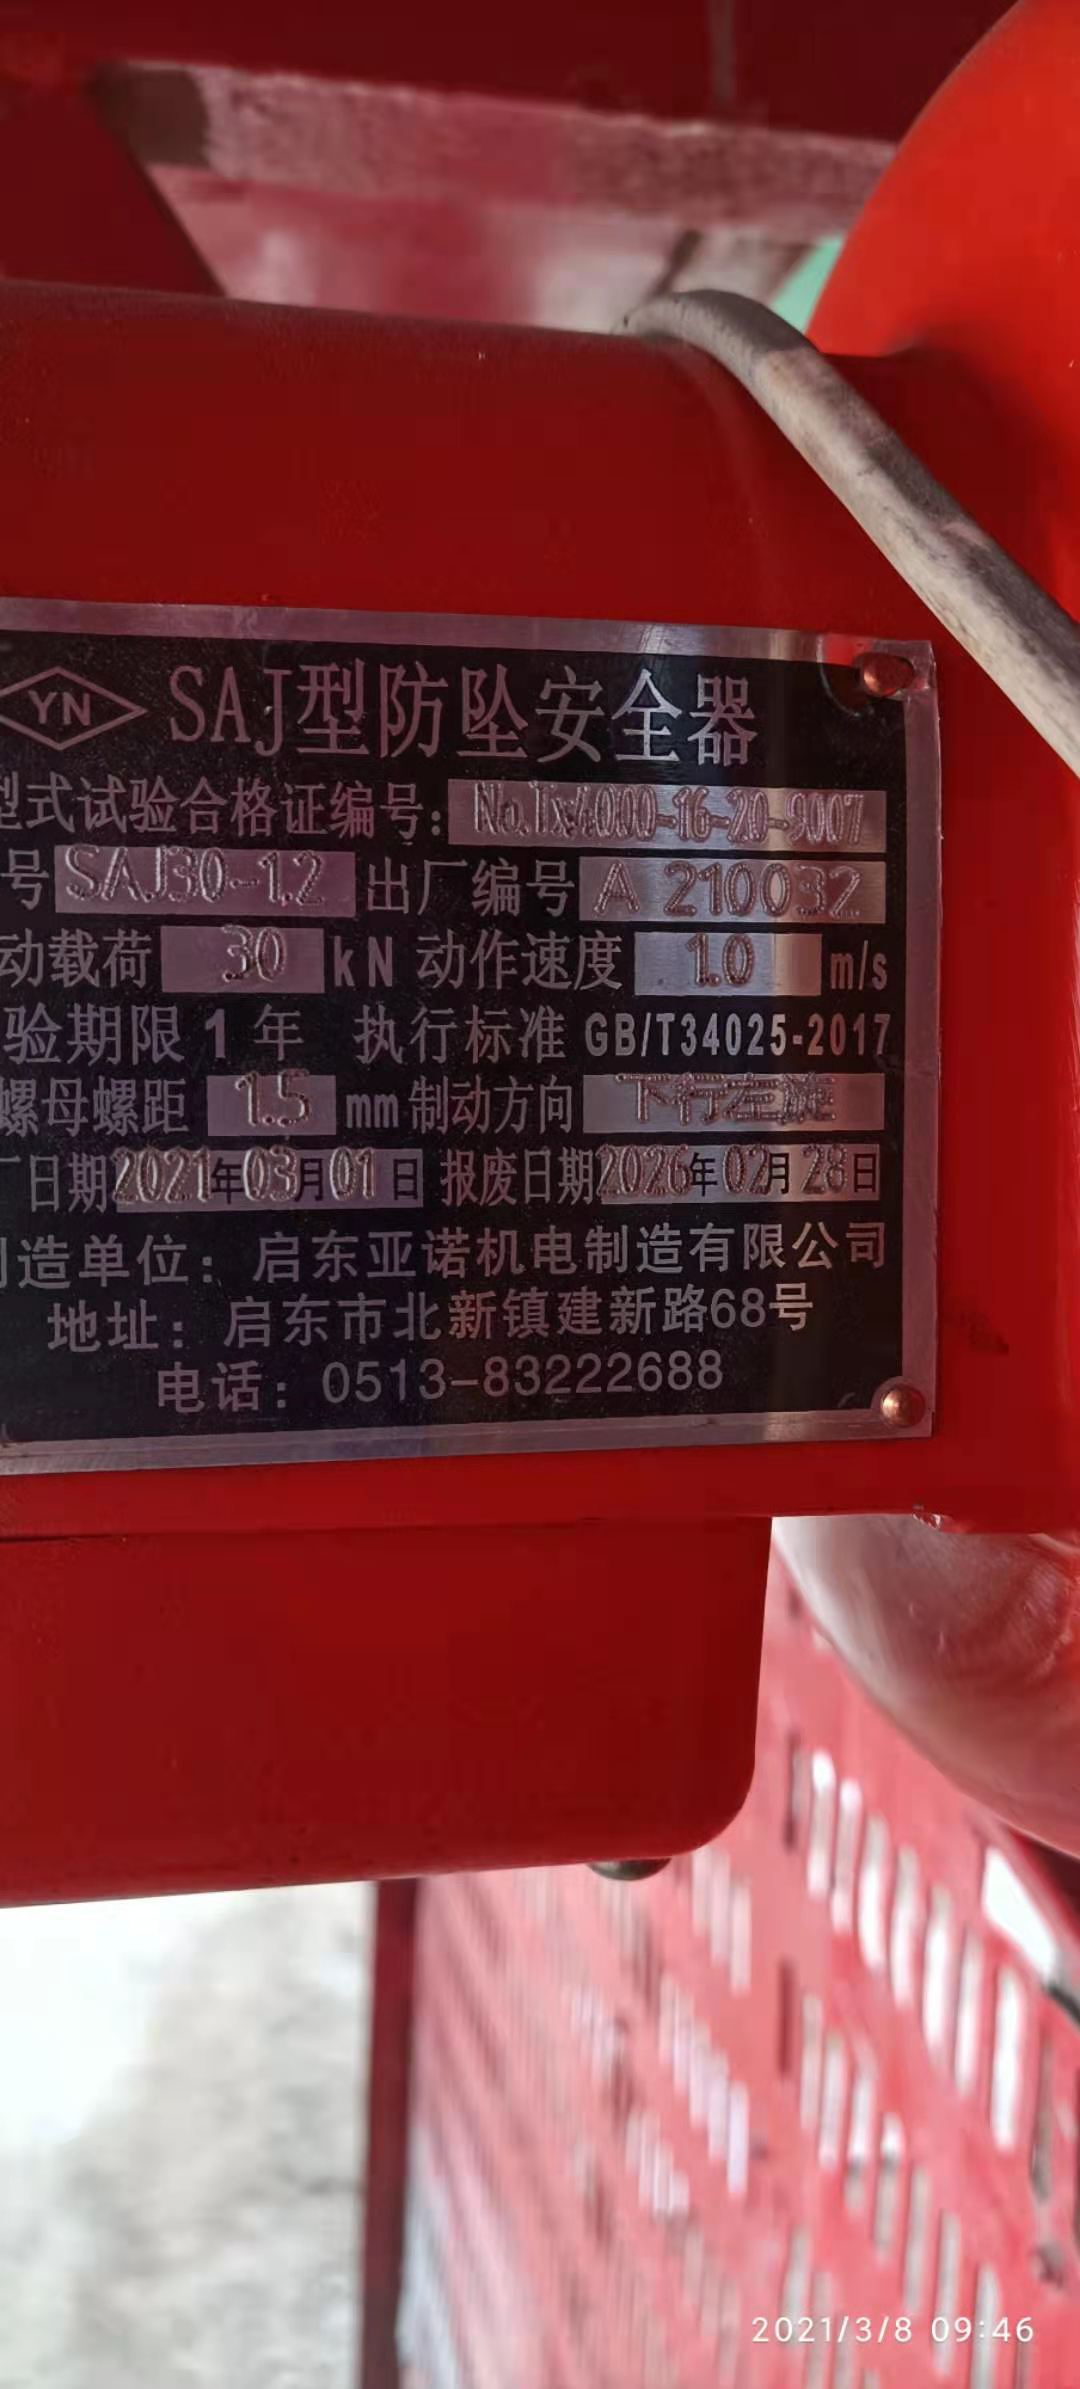 YN SAJ型防坠安全器
型式试验合格证编号: No.Tx4000-16-20-9007
号 SAJ30-1.2 出厂编号 A 210032
动载荷 30 kN 动作速度 1.0 m/s
验期限 1 年 执行标准 GB/T34025-2017
螺母螺距 1.5 mm 制动方向 下行左旋
厂日期 2021年03月01日 报废日期 2026年02月28日
制造单位: 启东亚诺机电制造有限公司
地址: 启东市北新镇建新路68号
电话: 0513-83222688
2021/3/8 09:46